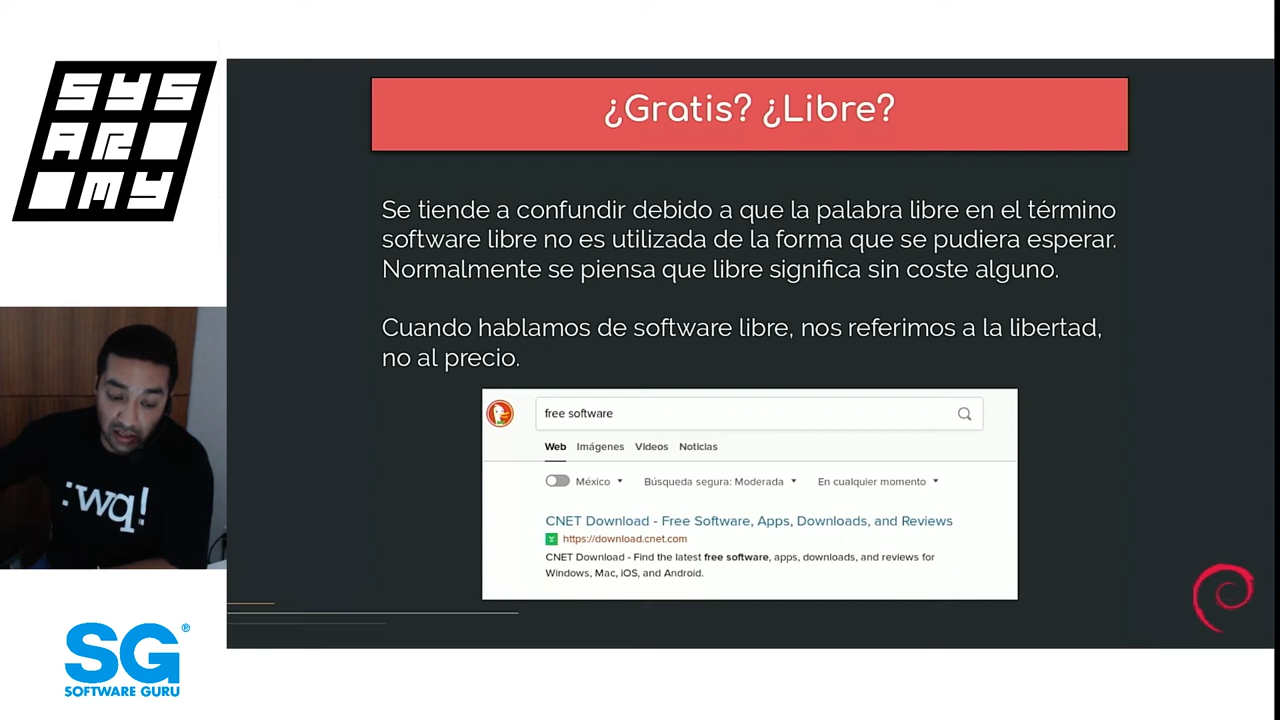 SYS
AR
MY
¿Gratis? ¿Libre?
Se tiende a confundir debido a que la palabra libre en el término
software libre no es utilizada de la forma que se pudiera esperar.
Normalmente se piensa que libre significa sin coste alguno.
Cuando hablamos de software libre, nos referimos a la libertad,
no al precio.
free software
Web Imágenes Videos Noticias
México Búsqueda segura: Moderada En cualquier momento
CNET Download - Free Software, Apps, Downloads, and Reviews
https://download.cnet.com
CNET Download - Find the latest free software, apps, downloads, and reviews for
Windows, Mac, iOS, and Android.
:wq!
SG®
SOFTWARE GURU